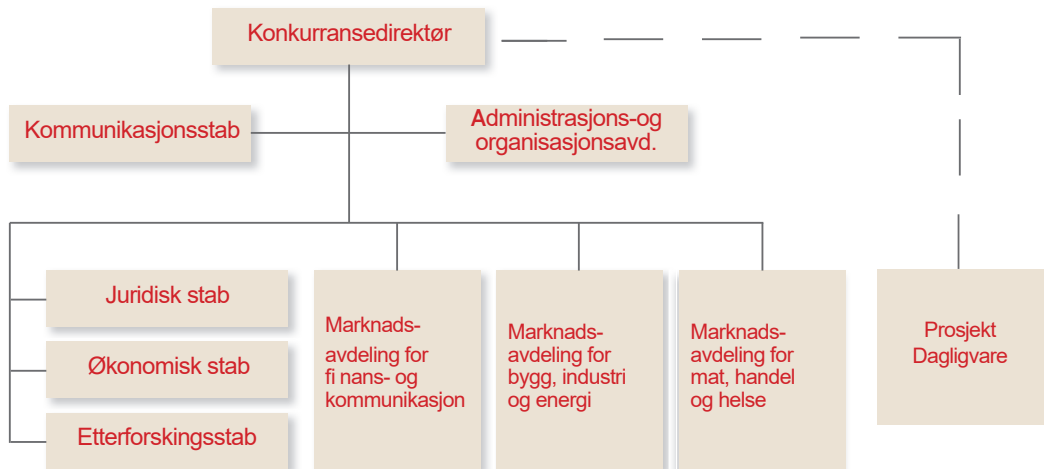 Konkurransedirektør
Kommunikasjonsstab
Administrasjons-og
organisasjonsavd.
Juridisk stab
Økonomisk stab
Etterforskingsstab
Marknads-
avdeling for
fi nans- og
kommunikasjon
Marknads-
avdeling for
bygg, industri
og energi
Marknads-
avdeling for
mat, handel
og helse
Prosjekt
Dagligvare